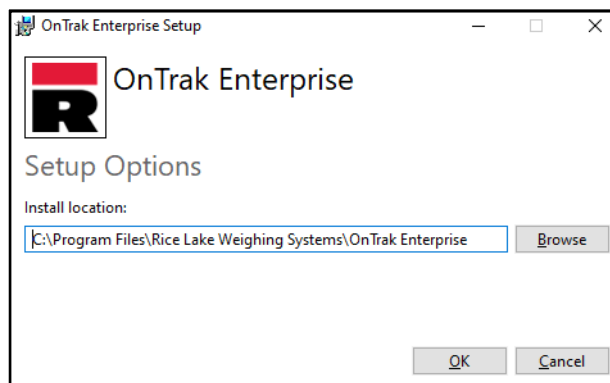 OnTrak Enterprise Setup
R
OnTrak Enterprise
Setup Options
Install location:
C:\Program Files\Rice Lake Weighing Systems\OnTrak Enterprise
Browse
OK
Cancel